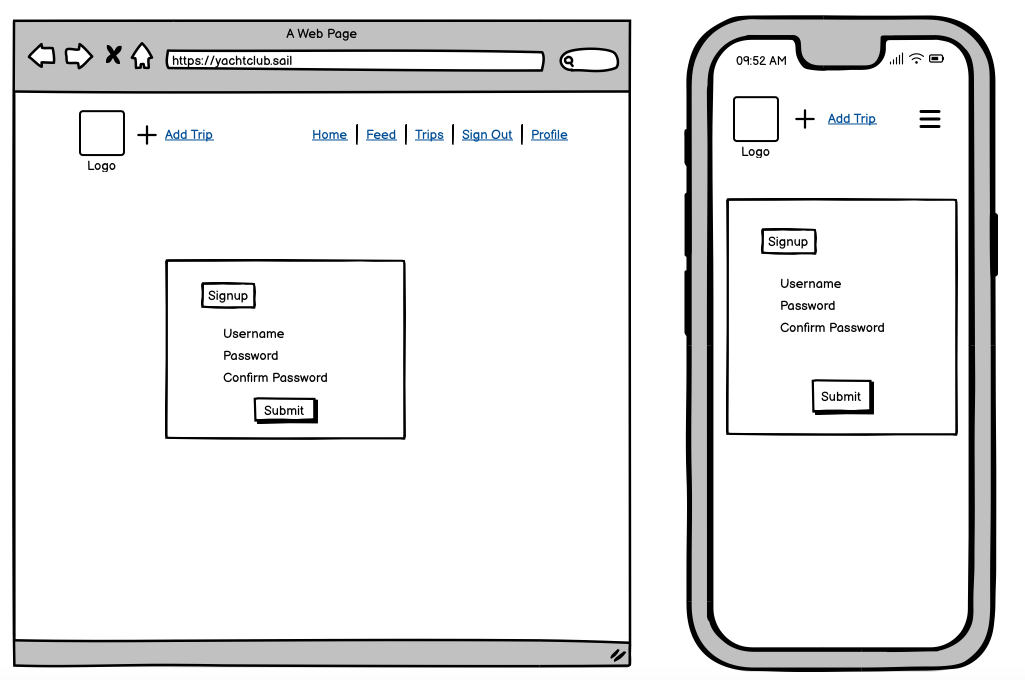 A Web Page
https://yachtclub.sail
Logo
Add Trip
Home | Feed | Trips | Sign Out | Profile
Signup
Username
Password
Confirm Password
Submit
09:52 AM
Logo
Add Trip
Signup
Username
Password
Confirm Password
Submit